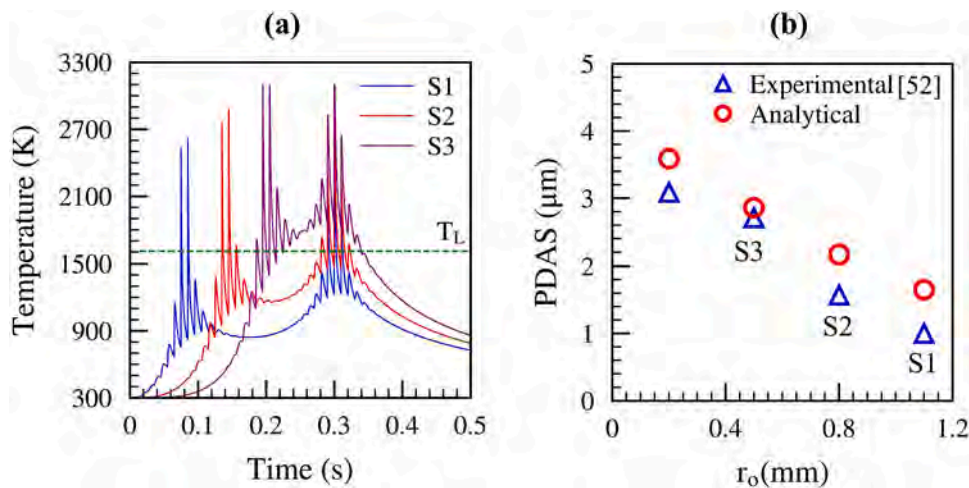 (a)
3300
2700
2100
1500
900
300
Temperature (K)
S1
S2
S3
T_L
0
0.1
0.2
0.3
0.4
0.5
Time (s)
(b)
5
4
3
2
1
0
PDAS (μm)
Experimental[52]
Analytical
S3
S2
S1
0
0.4
0.8
1.2
r_o(mm)